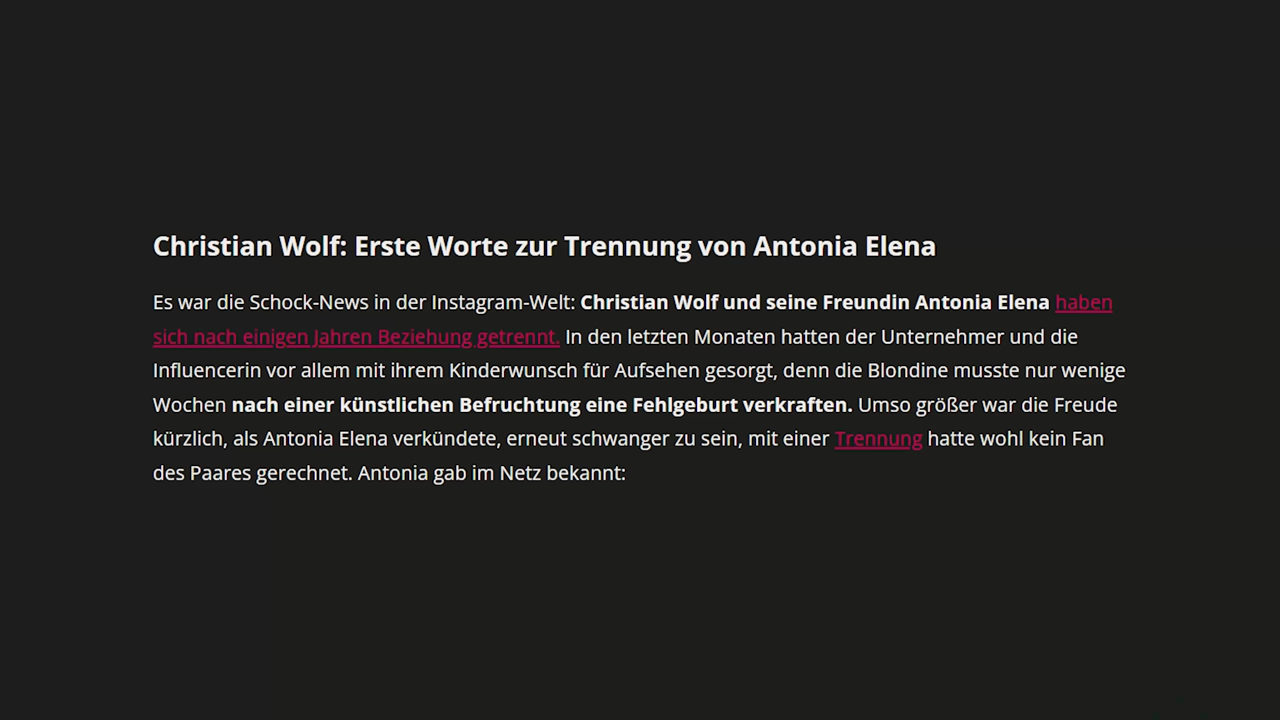 Christian Wolf: Erste Worte zur Trennung von Antonia Elena
Es war die Schock-News in der Instagram-Welt: Christian Wolf und seine Freundin Antonia Elena haben
sich nach einigen Jahren Beziehung getrennt. In den letzten Monaten hatten der Unternehmer und die
Influencerin vor allem mit ihrem Kinderwunsch für Aufsehen gesorgt, denn die Blondine musste nur wenige
Wochen nach einer künstlichen Befruchtung eine Fehlgeburt verkraften. Umso größer war die Freude
kürzlich, als Antonia Elena verkündete, erneut schwanger zu sein, mit einer Trennung hatte wohl kein Fan
des Paares gerechnet. Antonia gab im Netz bekannt: